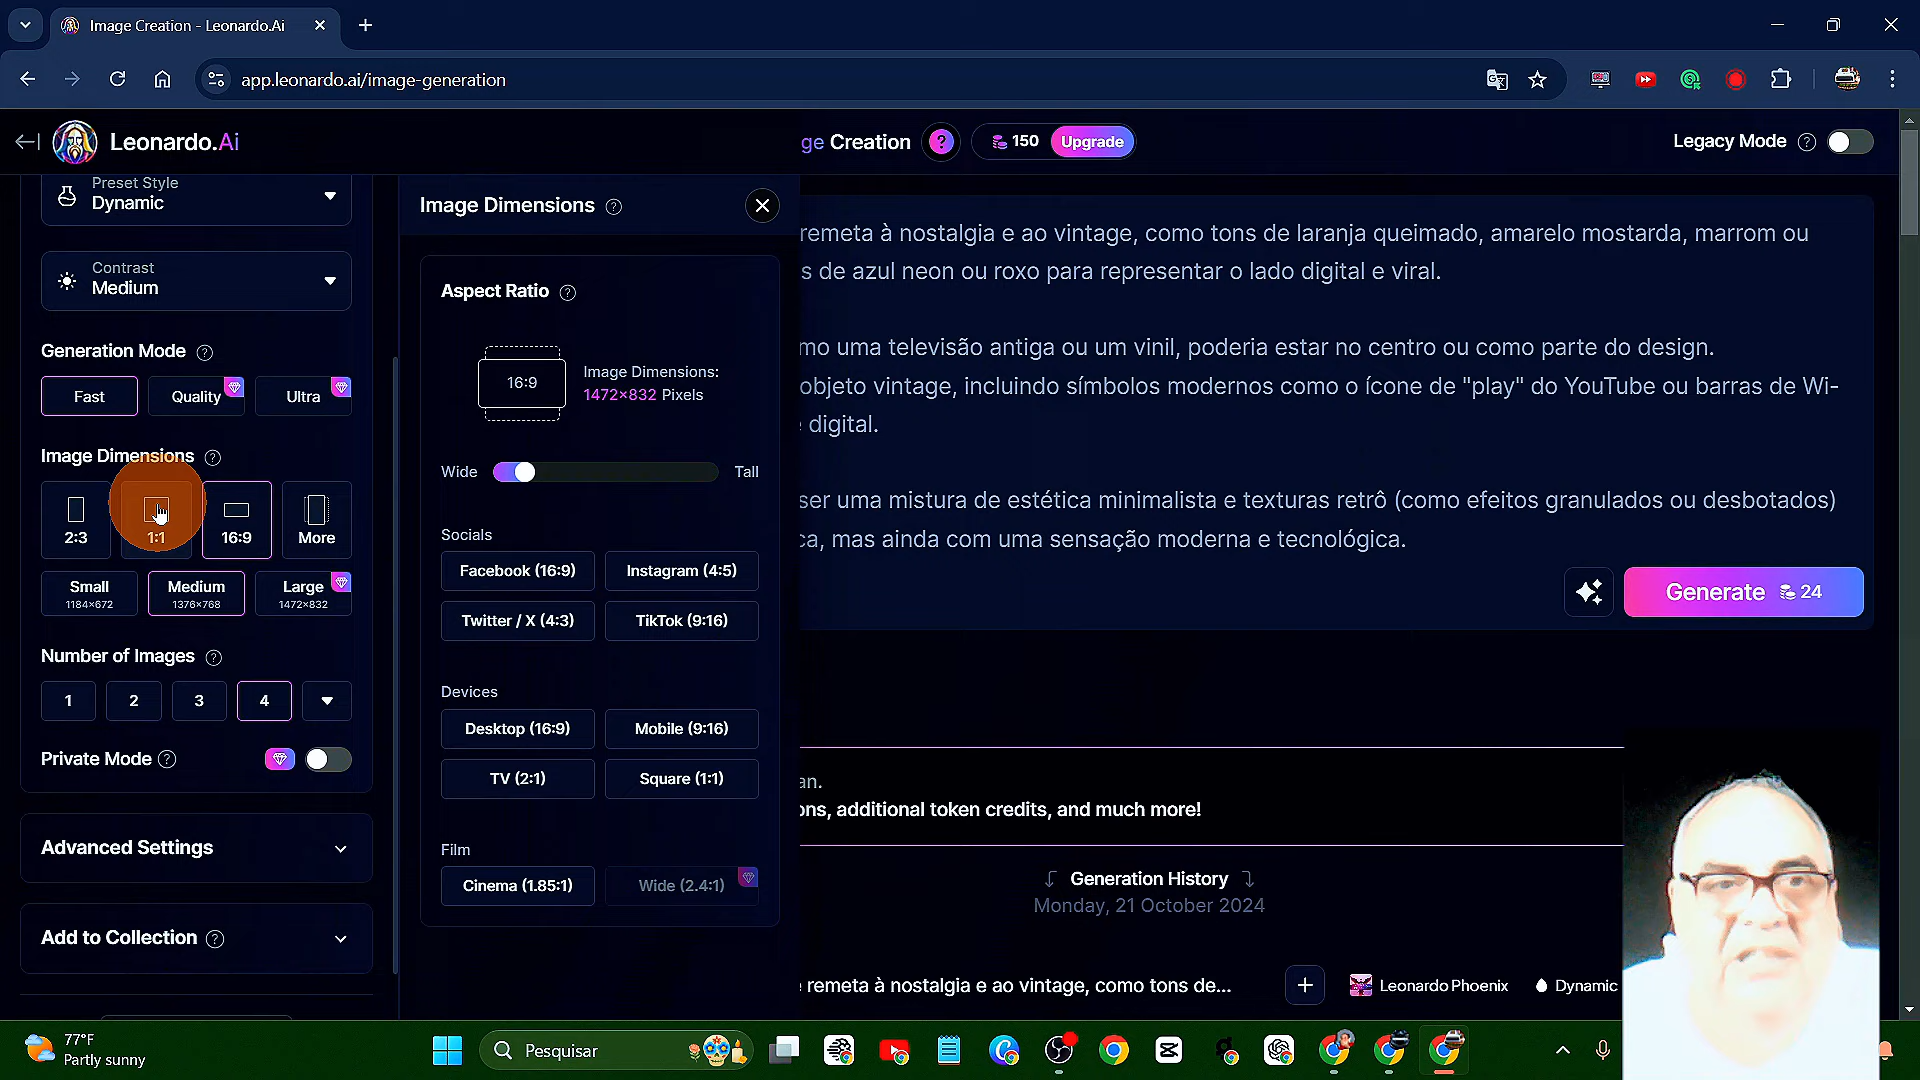 Image Creation - Leonardo.Ai
app.leonardo.ai/image-generation
Leonardo.Ai
ge Creation
?
150
Upgrade
Legacy Mode
Preset Style
Dynamic
Contrast
Medium
Generation Mode
Fast
Quality
Ultra
Image Dimensions
2:3
1:1
16:9
More
Small
1184×672
Medium
1376×768
Large
1472×832
Number of Images
1
2
3
4
Private Mode
Advanced Settings
Add to Collection
Image Dimensions
Aspect Ratio
16:9
Image Dimensions:
1472×832 Pixels
Wide
Tall
Socials
Facebook (16:9)
Instagram (4:5)
Twitter / X (4:3)
TikTok (9:16)
Devices
Desktop (16:9)
Mobile (9:16)
TV (2:1)
Square (1:1)
Film
Cinema (1.85:1)
Wide (2.4:1)
remeta à nostalgia e ao vintage, como tons de laranja queimado, amarelo mostarda, marrom ou
s de azul neon ou roxo para representar o lado digital e viral.
mo uma televisão antiga ou um vinil, poderia estar no centro ou como parte do design.
objeto vintage, incluindo símbolos modernos como o ícone de "play" do YouTube ou barras de Wi-
digital.
ser uma mistura de estética minimalista e texturas retrô (como efeitos granulados ou desbotados)
ca, mas ainda com uma sensação moderna e tecnológica.
Generate 24
an.
ons, additional token credits, and much more!
Generation History
Monday, 21 October 2024
remeta à nostalgia e ao vintage, como tons de...
Leonardo Phoenix
Dynamic
77°F
Partly sunny
Pesquisar